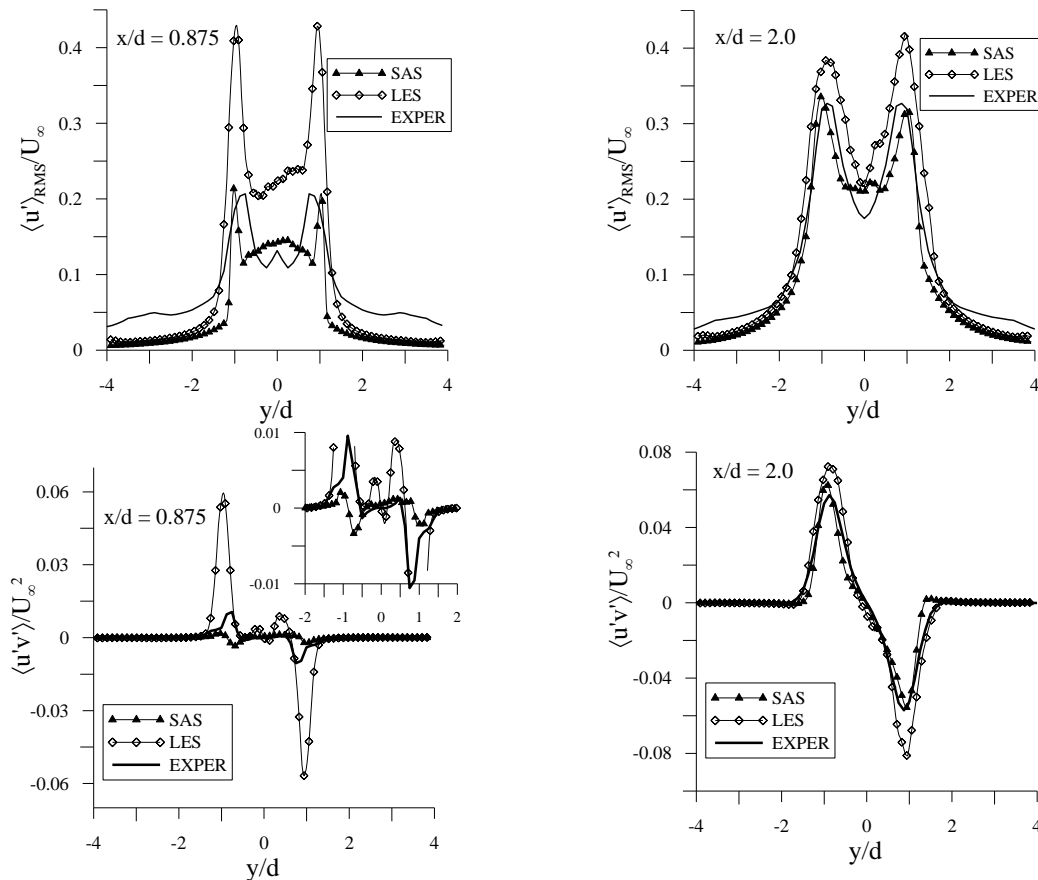 x/d = 0.875
SAS
LES
EXPER
0.4
0.3
0.2
0.1
0
⟨u'⟩RMS/U∞
-4
-2
0
2
4
y/d
x/d = 2.0
SAS
LES
EXPER
0.4
0.3
0.2
0.1
0
⟨u'⟩RMS/U∞
-4
-2
0
2
4
y/d
x/d = 0.875
0.06
0.03
0
-0.03
-0.06
⟨u'v'⟩/U∞²
0.01
0
-0.01
-2
-1
0
1
2
SAS
LES
EXPER
-4
-2
0
2
4
y/d
x/d = 2.0
0.08
0.04
0
-0.04
-0.08
⟨u'v'⟩/U∞²
SAS
LES
EXPER
-4
-2
0
2
4
y/d